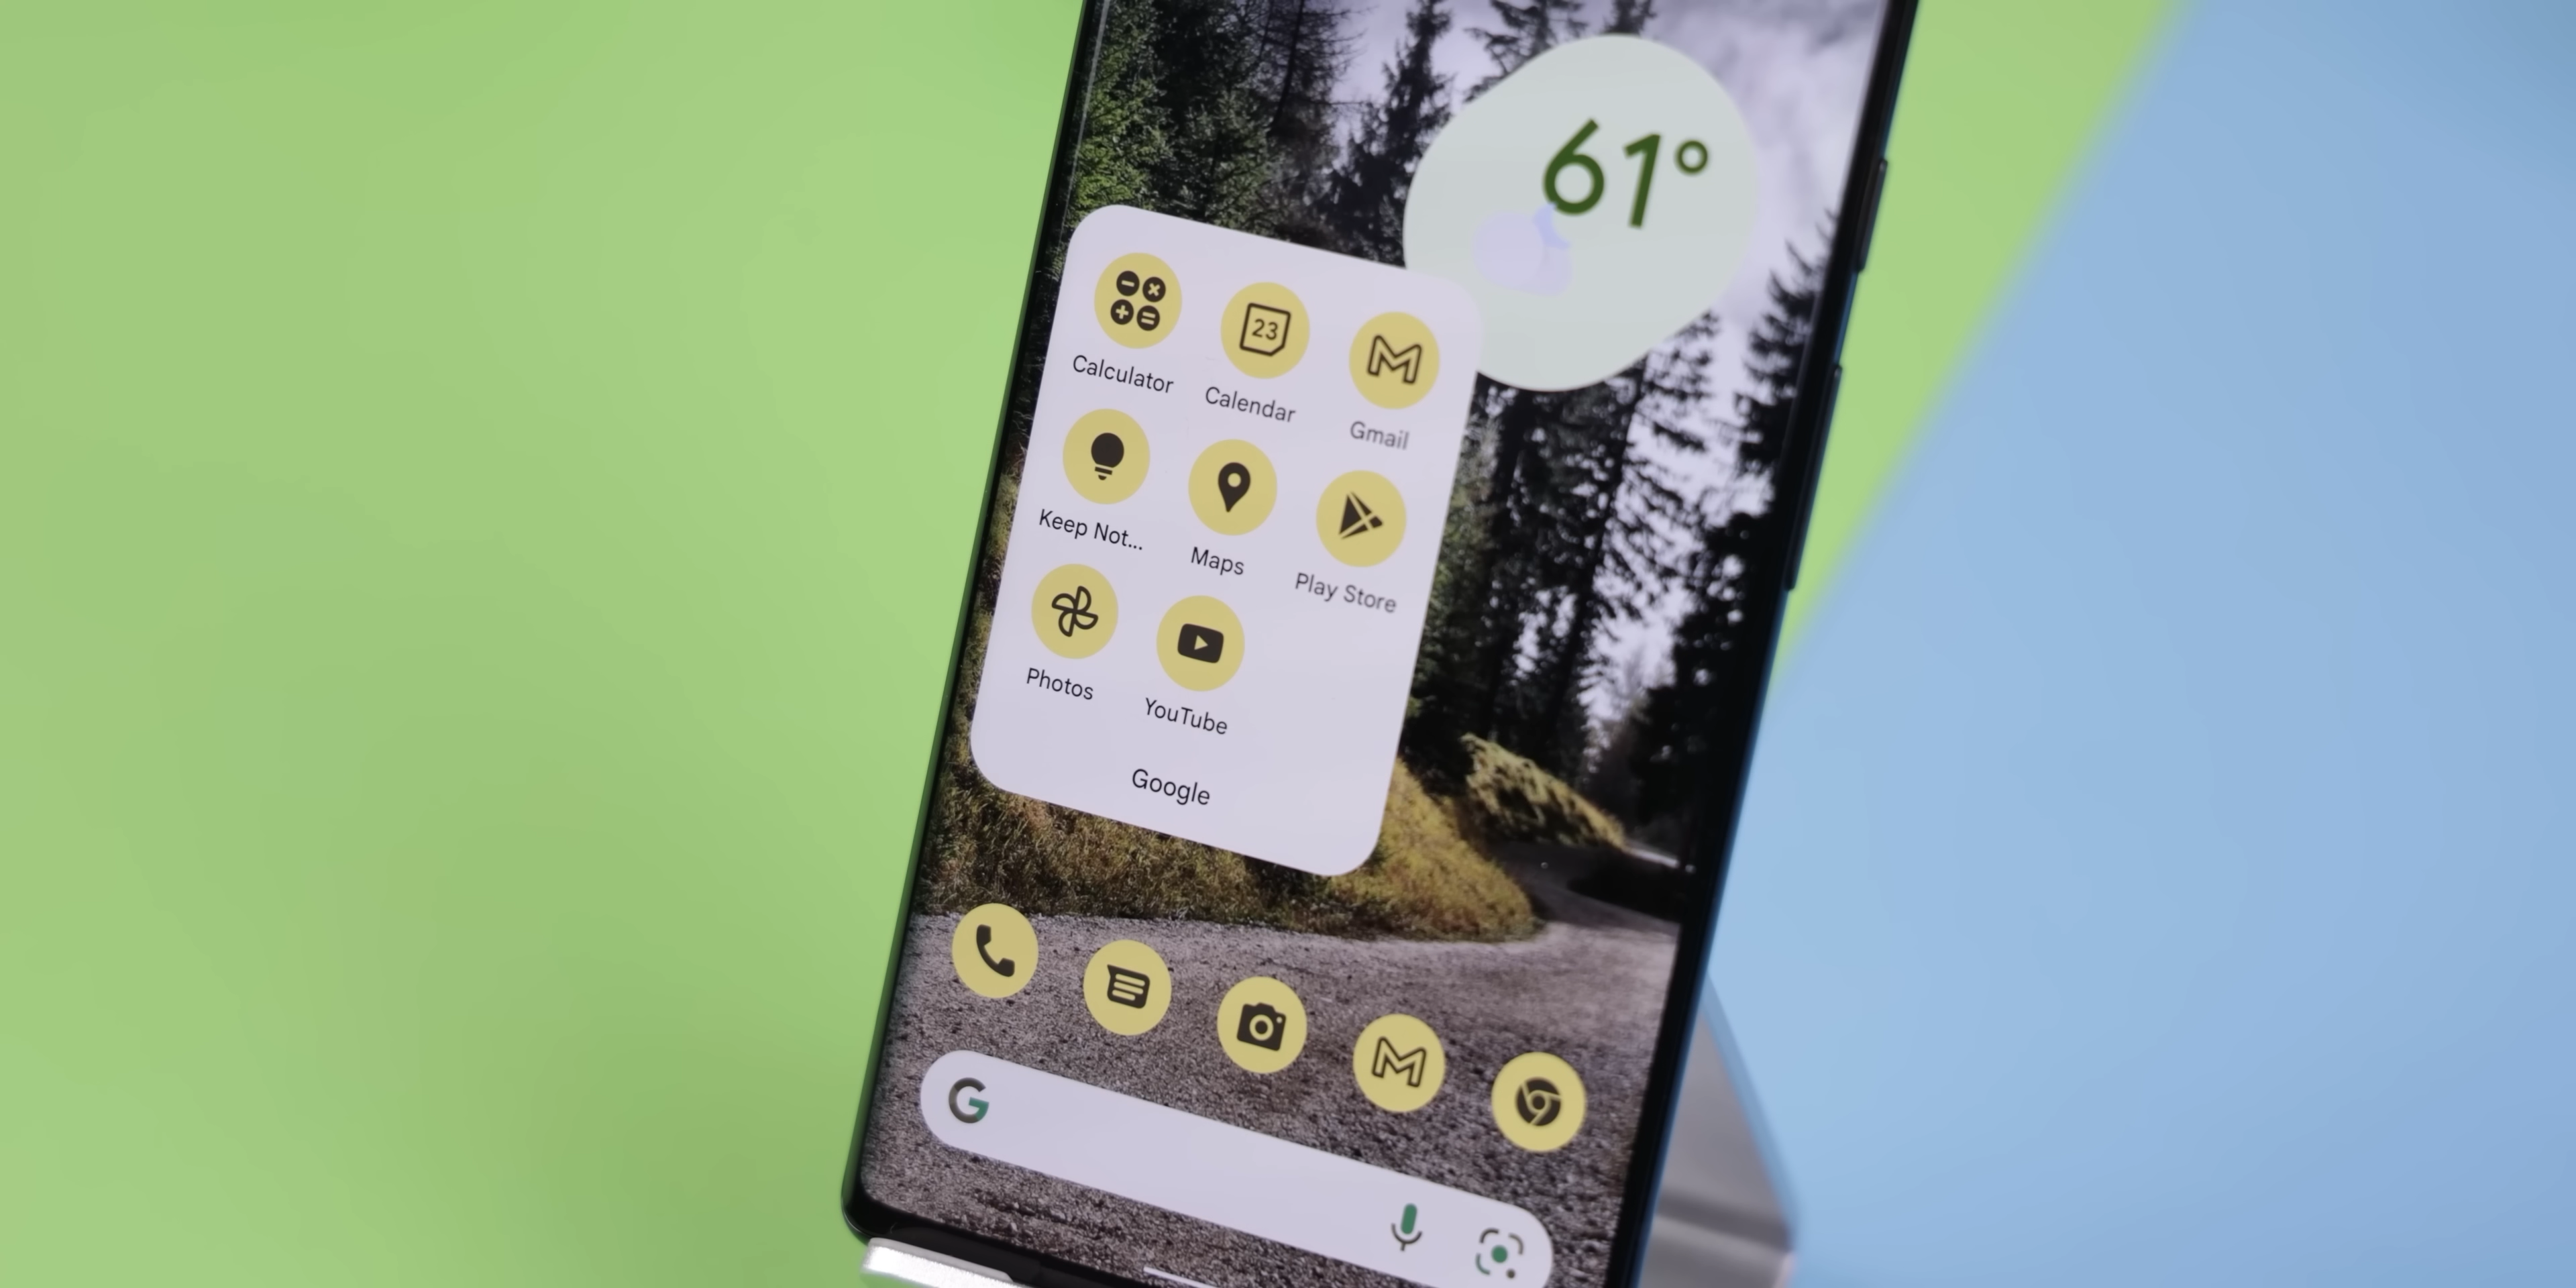 61°
23
Calculator
Calendar
Gmail
Keep Not...
Maps
Play Store
Photos
YouTube
Google
G